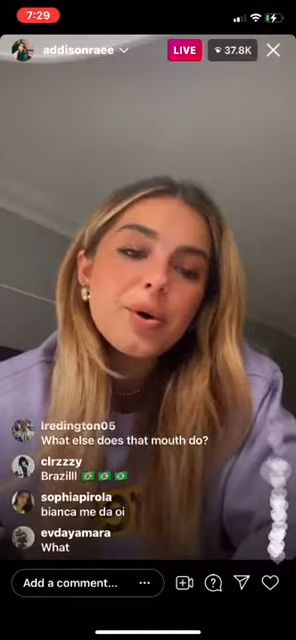 7:29
addisonraee
LIVE
37.8K
lredington05
What else does that mouth do?
clrzzzy
Brazilll 🇧🇷 🇧🇷 🇧🇷
sophiapirola
bianca me da oi
evdayamara
What
Add a comment...